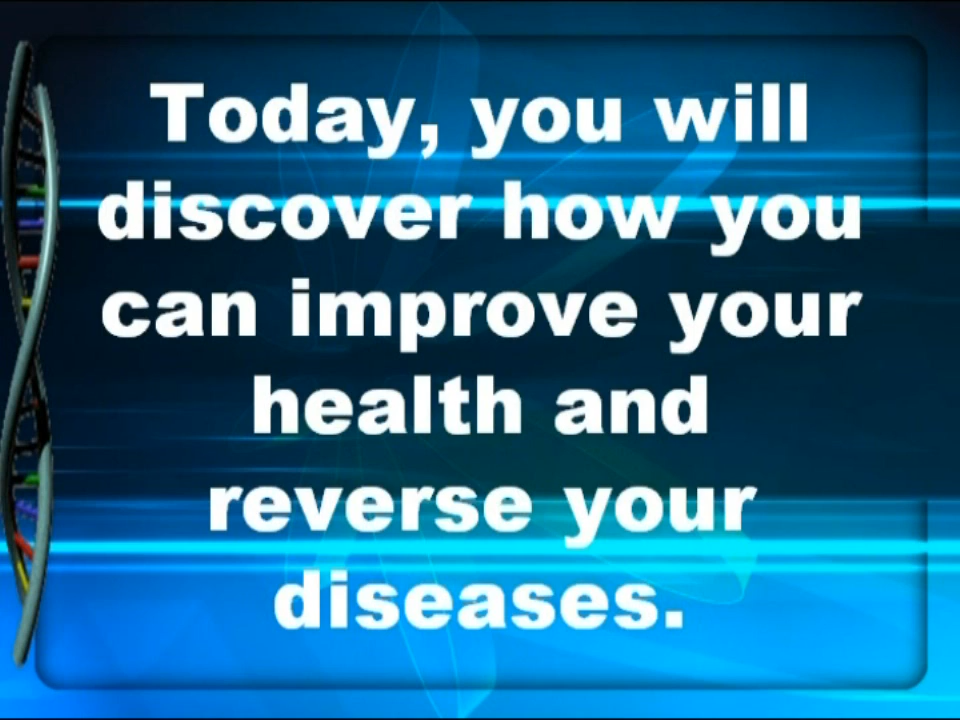 Today, you will
discover how you
can improve your
health and
reverse your
diseases.